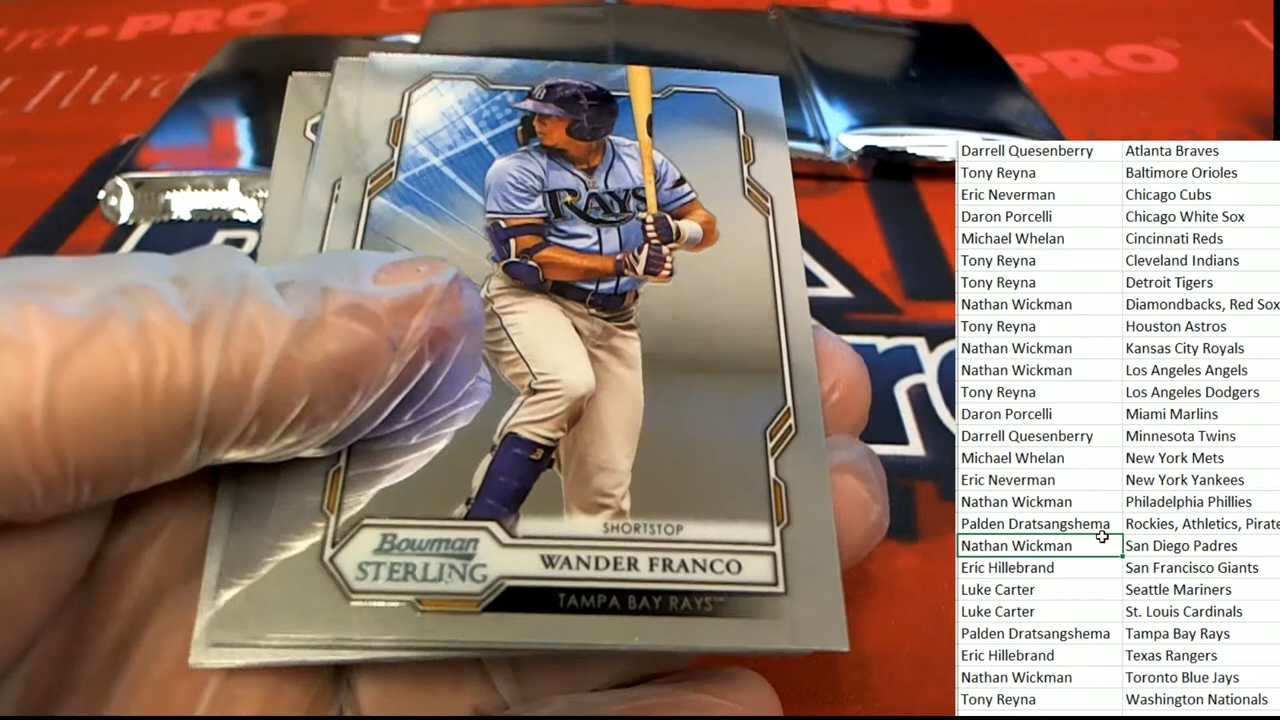 Ultra•PRO
PRO
RAYS
SHORTSTOP
Bowman
STERLING
WANDER FRANCO
TAMPA BAY RAYS™
Darrell Quesenberry Atlanta Braves
Tony Reyna Baltimore Orioles
Eric Neverman Chicago Cubs
Daron Porcelli Chicago White Sox
Michael Whelan Cincinnati Reds
Tony Reyna Cleveland Indians
Tony Reyna Detroit Tigers
Nathan Wickman Diamondbacks, Red Sox
Tony Reyna Houston Astros
Nathan Wickman Kansas City Royals
Nathan Wickman Los Angeles Angels
Tony Reyna Los Angeles Dodgers
Daron Porcelli Miami Marlins
Darrell Quesenberry Minnesota Twins
Michael Whelan New York Mets
Eric Neverman New York Yankees
Nathan Wickman Philadelphia Phillies
Palden Dratsangshema Rockies, Athletics, Pirate
Nathan Wickman San Diego Padres
Eric Hillebrand San Francisco Giants
Luke Carter Seattle Mariners
Luke Carter St. Louis Cardinals
Palden Dratsangshema Tampa Bay Rays
Eric Hillebrand Texas Rangers
Nathan Wickman Toronto Blue Jays
Tony Reyna Washington Nationals